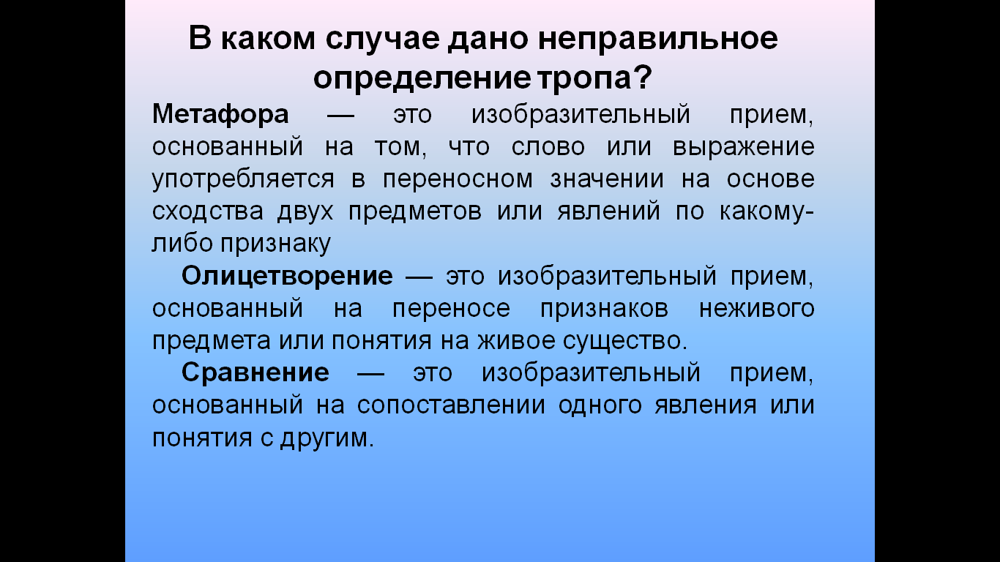 В каком случае дано неправильное
определение тропа?
Метафора — это изобразительный прием,
основанный на том, что слово или выражение
употребляется в переносном значении на основе
сходства двух предметов или явлений по какому-
либо признаку
Олицетворение — это изобразительный прием,
основанный на переносе признаков неживого
предмета или понятия на живое существо.
Сравнение — это изобразительный прием,
основанный на сопоставлении одного явления или
понятия с другим.